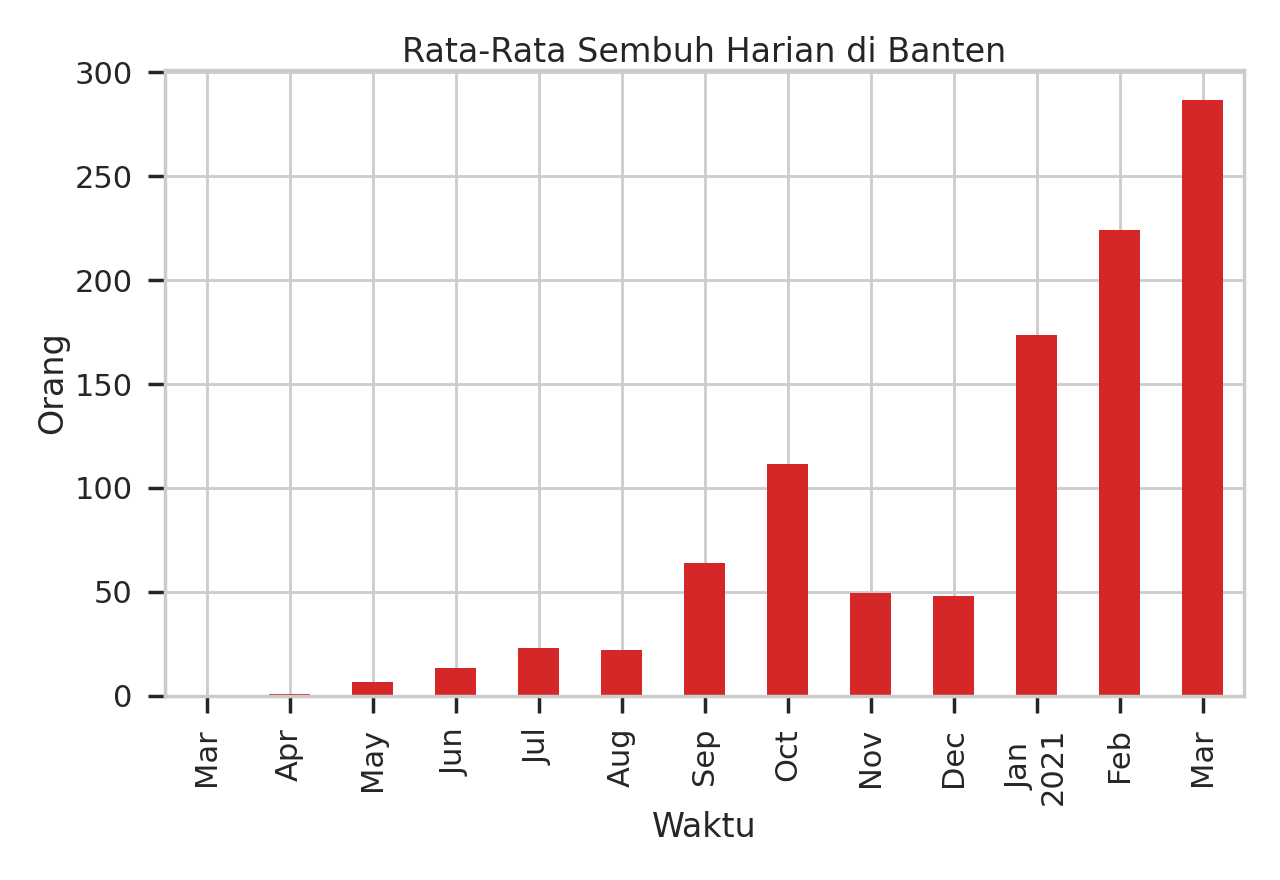 Rata-Rata Sembuh Harian di Banten
300
250
200
150
100
50
0
Orang
Mar
Apr
May
Jun
Jul
Aug
Sep
Oct
Nov
Dec
Jan
2021
Feb
Mar
Waktu